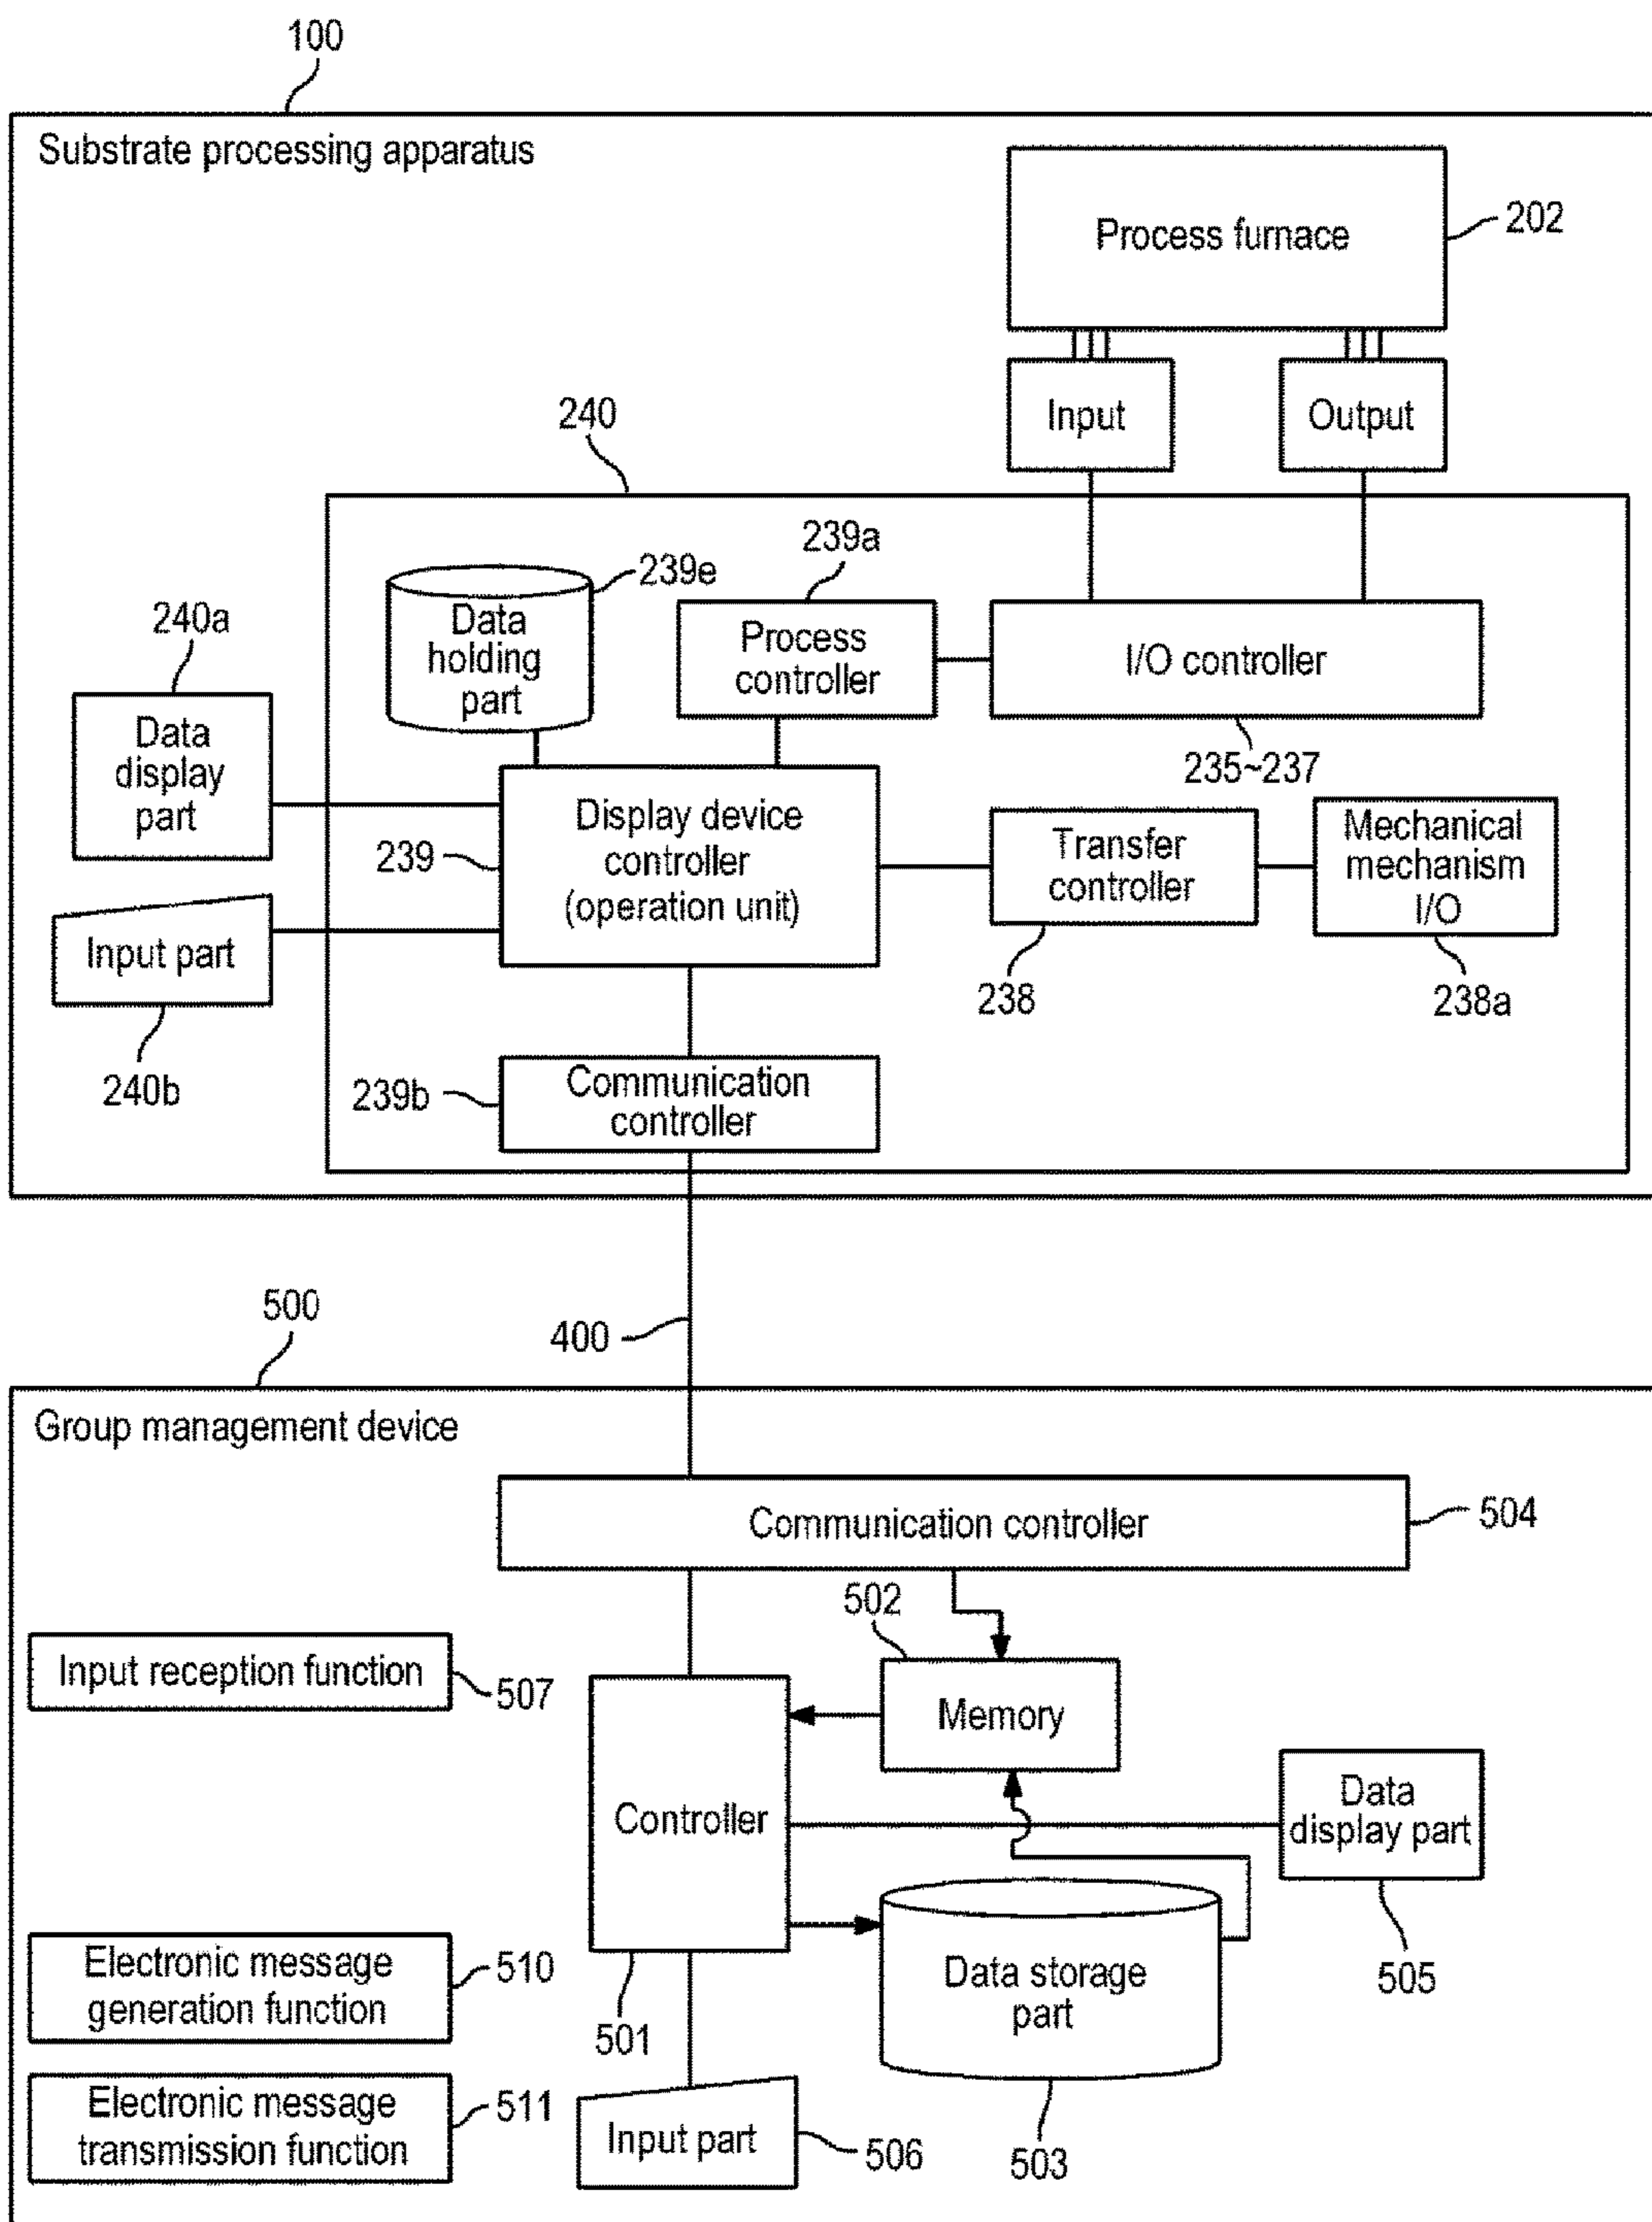 100
Substrate processing apparatus
Process furnace
202
Input
Output
240
239a
239e
Data
holding
part
Process
controller
I/O controller
235~237
240a
Data
display
part
239
Display device
controller
(operation unit)
Transfer
controller
238
Mechanical
mechanism
I/O
238a
Input part
240b
239b
Communication
controller
400
500
Group management device
Communication controller
504
502
Input reception function
507
Memory
Controller
501
Data
display part
505
Electronic message
generation function
510
Data storage
part
503
Electronic message
transmission function
511
Input part
506